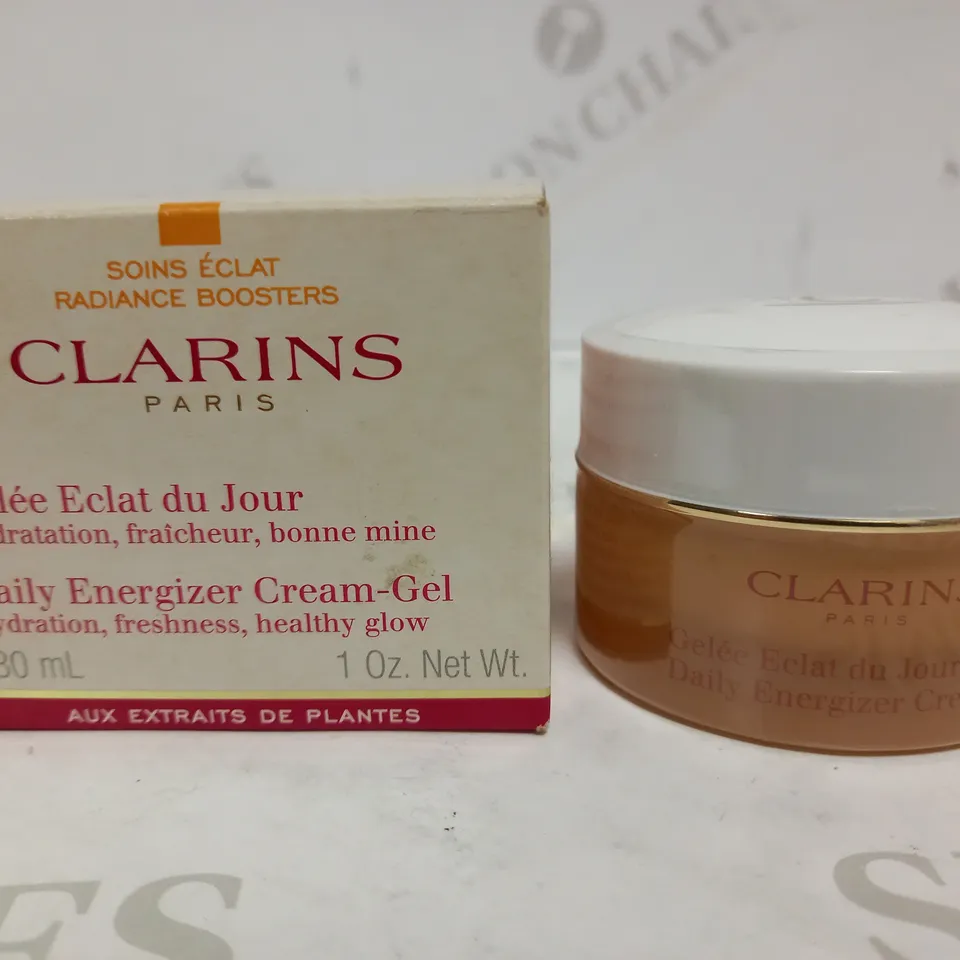 SOINS ÉCLAT
RADIANCE BOOSTERS
CLARINS
PARIS
lée Eclat du Jour
dratation, fraîcheur, bonne mine
aily Energizer Cream-Gel
ydration, freshness, healthy glow
30 mL 1 Oz. Net Wt.
AUX EXTRAITS DE PLANTES
CLARINS
PARIS
Gelée Eclat du Jour
Daily Energizer Cre